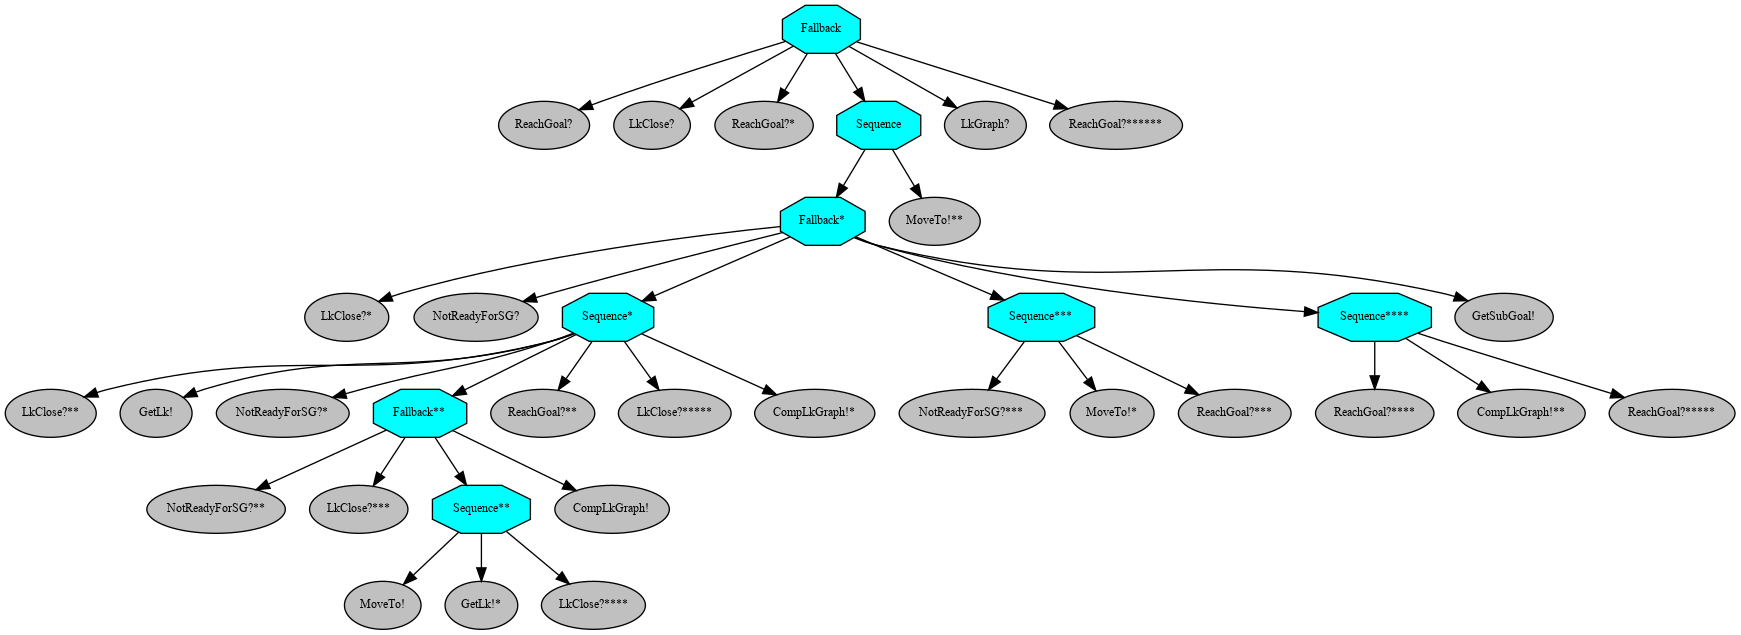 Fallback
ReachGoal?
LkClose?
ReachGoal?*
Sequence
LkGraph?
ReachGoal?******
Fallback*
MoveTo!**
LkClose?*
NotReadyForSG?
Sequence*
Sequence***
Sequence****
GetSubGoal!
LkClose?**
GetLk!
NotReadyForSG?*
Fallback**
ReachGoal?**
LkClose?*****
CompLkGraph!*
NotReadyForSG?***
MoveTo!*
ReachGoal?***
ReachGoal?****
CompLkGraph!**
ReachGoal?*****
NotReadyForSG?**
LkClose?***
Sequence**
CompLkGraph!
MoveTo!
GetLk!*
LkClose?****